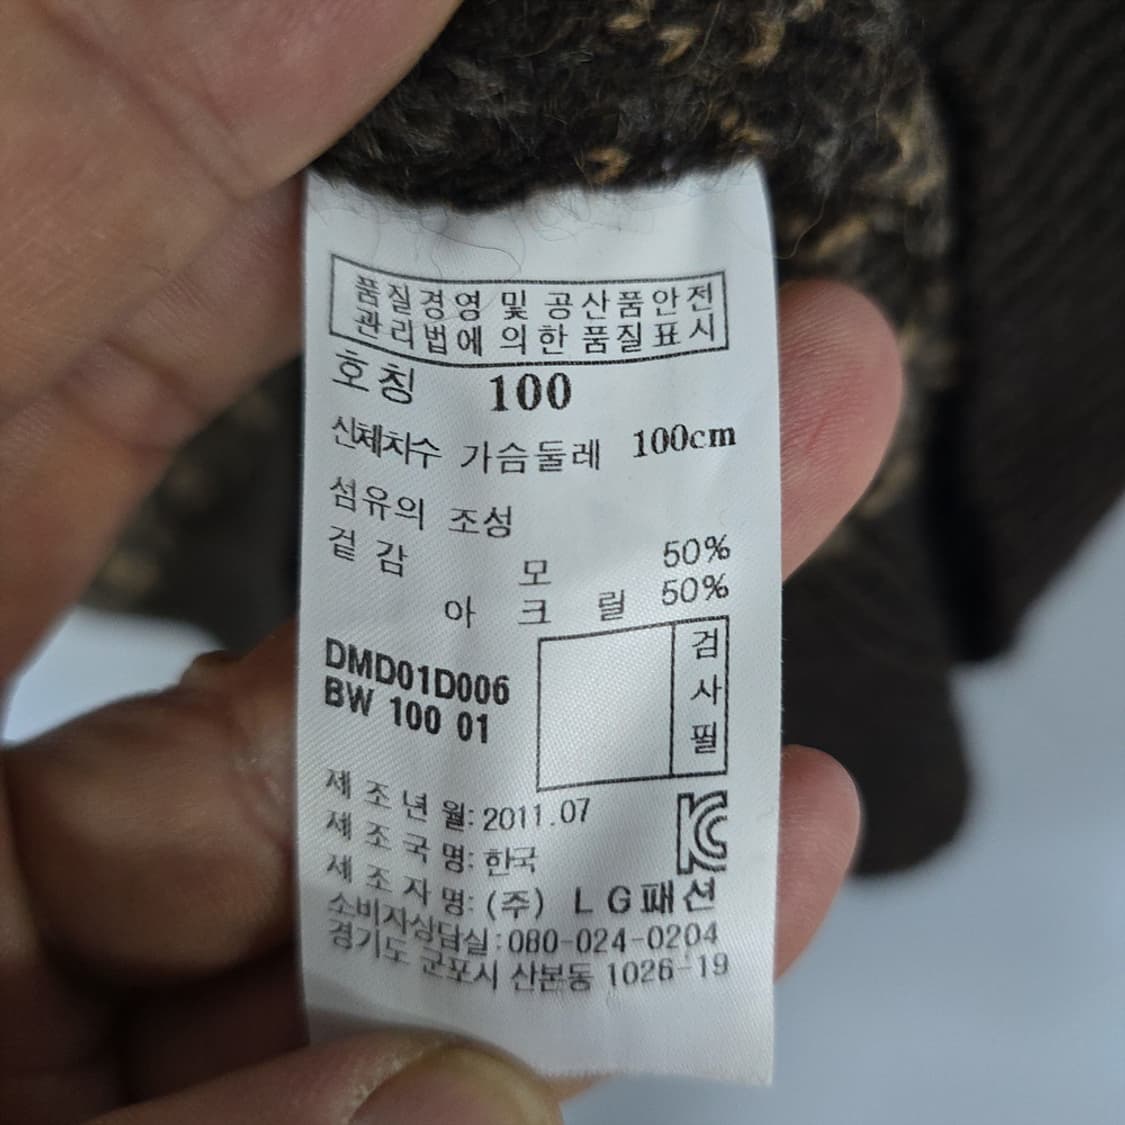 품질경영 및 공산품안전
관리법에 의한 품질표시
호칭 100
신체치수 가슴둘레 100cm
섬유의 조성
겉감 모 50%
아크릴 50%
DMD01D006
BW 100 01
검사필
제조년월: 2011.07
제조국명: 한국
제조자명: (주) LG패션
소비자상담실: 080-024-0204
경기도 군포시 산본동 1026-19